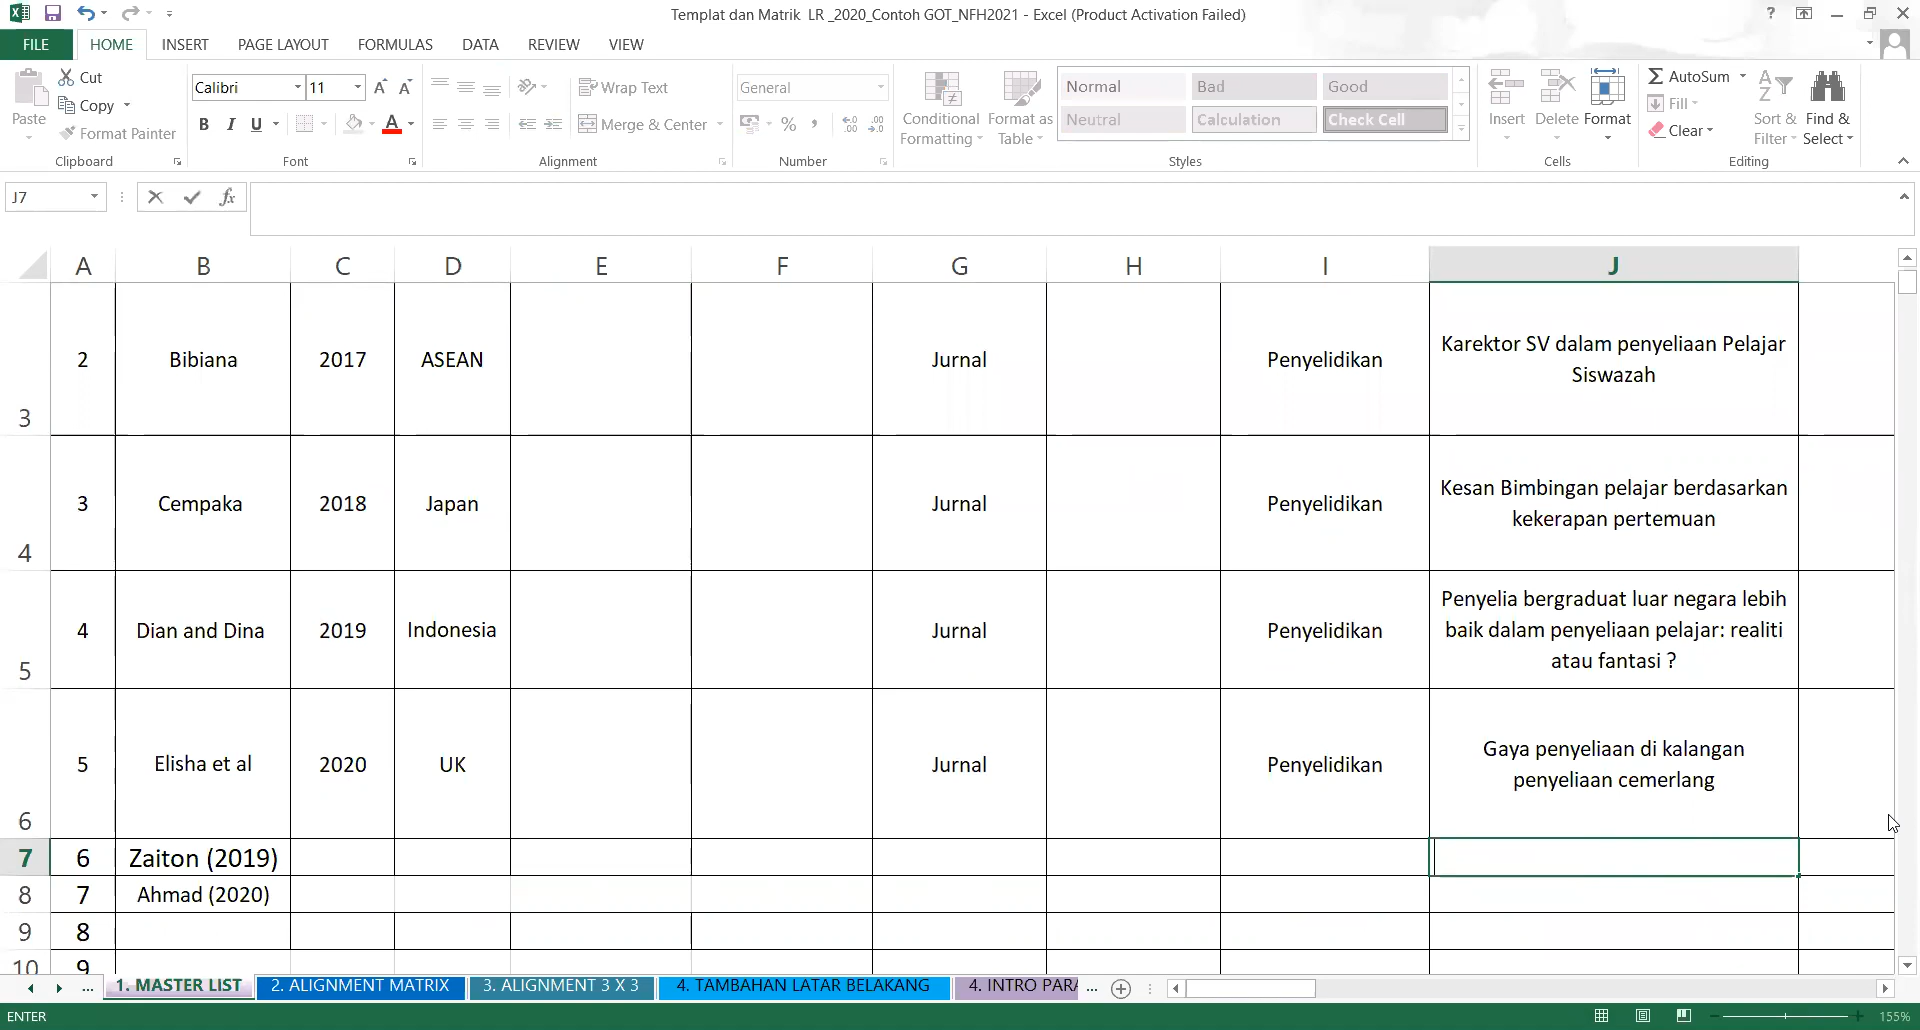 Templat dan Matrik LR _2020_Contoh GOT_NFH2021 - Excel (Product Activation Failed)
?
FILE HOME INSERT PAGE LAYOUT FORMULAS DATA REVIEW VIEW
Paste
Cut
Copy
Format Painter
Clipboard
Calibri 11
B I U
Font
Wrap Text
Merge & Center
Alignment
General
%
Number
Conditional Formatting
Format as Table
Normal Bad Good
Neutral Calculation Check Cell
Styles
Insert Delete Format
Cells
AutoSum
Fill
Clear
Sort & Filter
Find & Select
Editing
J7
fx
A B C D E F G H I J
3 2 Bibiana 2017 ASEAN Jurnal Penyelidikan Karektor SV dalam penyeliaan Pelajar
Siswazah
4 3 Cempaka 2018 Japan Jurnal Penyelidikan Kesan Bimbingan pelajar berdasarkan
kekerapan pertemuan
5 4 Dian and Dina 2019 Indonesia Jurnal Penyelidikan Penyelia bergraduat luar negara lebih
baik dalam penyeliaan pelajar: realiti
atau fantasi ?
6 5 Elisha et al 2020 UK Jurnal Penyelidikan Gaya penyeliaan di kalangan
penyeliaan cemerlang
7 6 Zaiton (2019)
8 7 Ahmad (2020)
9 8
10 9
... 1. MASTER LIST 2. ALIGNMENT MATRIX 3. ALIGNMENT 3 X 3 4. TAMBAHAN LATAR BELAKANG 4. INTRO PARA ...
ENTER 155%